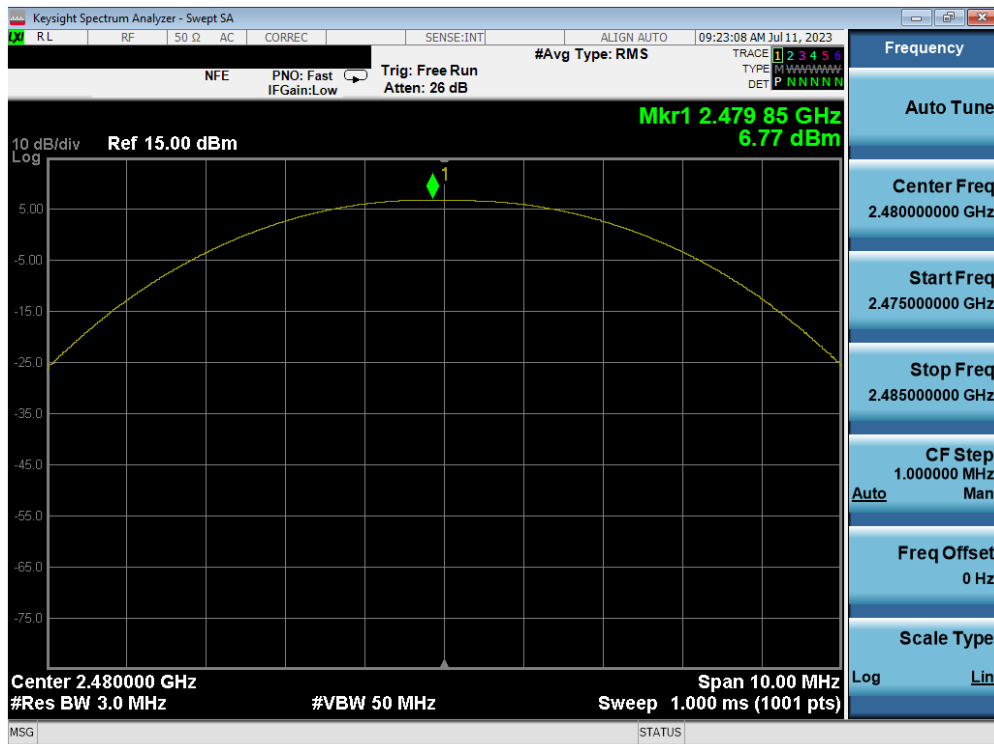 Keysight Spectrum Analyzer - Swept SA
LXI RL RF 50 Ω AC CORREC SENSE:INT ALIGN AUTO 09:23:08 AM Jul 11, 2023
#Avg Type: RMS TRACE 1 2 3 4 5 6
NFE PNO: Fast Trig: Free Run TYPE M WWWWW
IFGain:Low Atten: 26 dB DET P N N N N N
Mkr1 2.479 85 GHz
10 dB/div Ref 15.00 dBm 6.77 dBm
Log
1
5.00
-5.00
-15.0
-25.0
-35.0
-45.0
-55.0
-65.0
-75.0
Center 2.480000 GHz Span 10.00 MHz
#Res BW 3.0 MHz #VBW 50 MHz Sweep 1.000 ms (1001 pts)
MSG STATUS
Frequency
Auto Tune
Center Freq
2.480000000 GHz
Start Freq
2.475000000 GHz
Stop Freq
2.485000000 GHz
CF Step
1.000000 MHz
Auto Man
Freq Offset
0 Hz
Scale Type
Log Lin